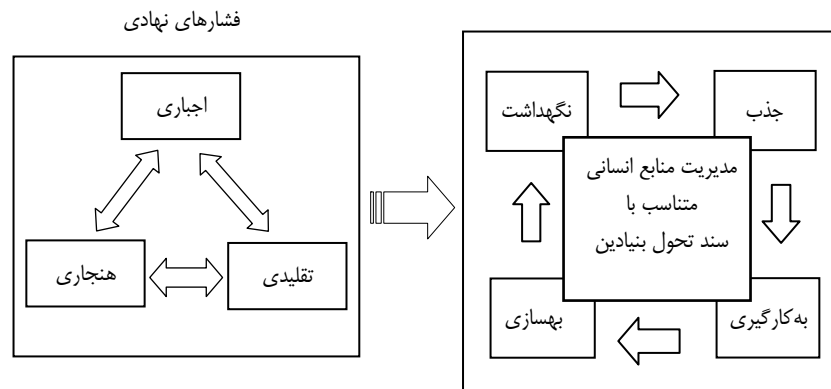 فشارهای نهادی
اجباری
تقلیدی
هنجاری
جذب
نگهداشت
مدیریت منابع انسانی
متناسب با
سند تحول بنیادین
به‌کارگیری
بهسازی